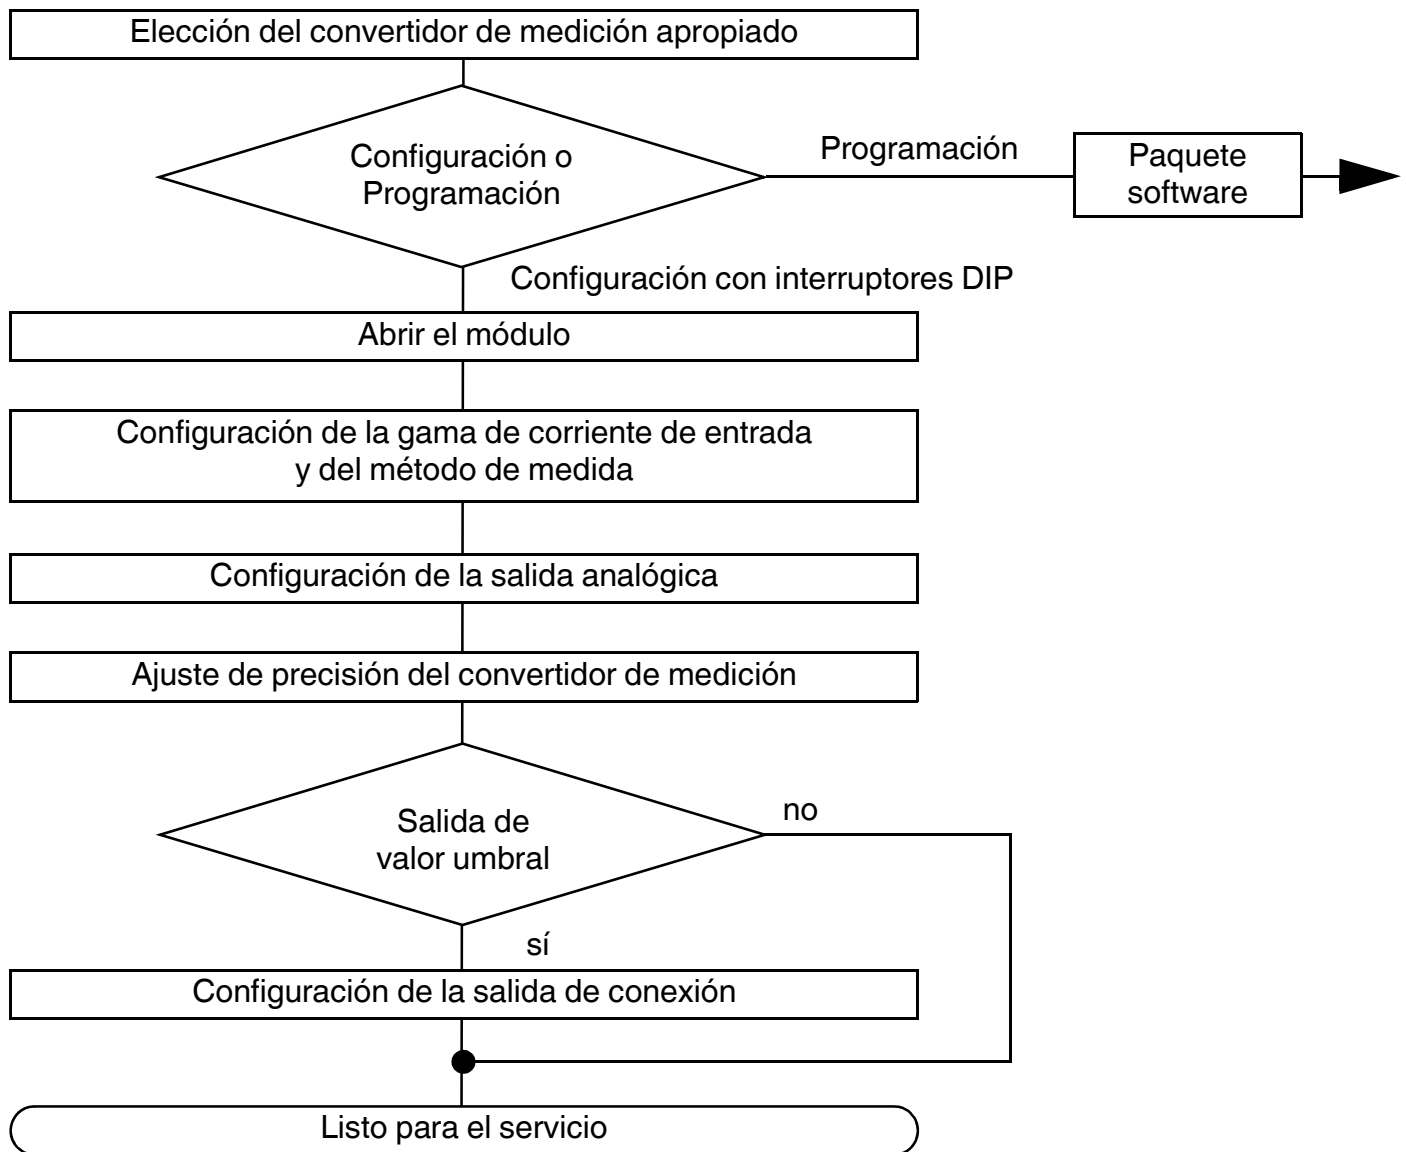 Elección del convertidor de medición apropiado
Configuración o
Programación
Programación
Paquete
software
Configuración con interruptores DIP
Abrir el módulo
Configuración de la gama de corriente de entrada
y del método de medida
Configuración de la salida analógica
Ajuste de precisión del convertidor de medición
Salida de
valor umbral
no
sí
Configuración de la salida de conexión
Listo para el servicio